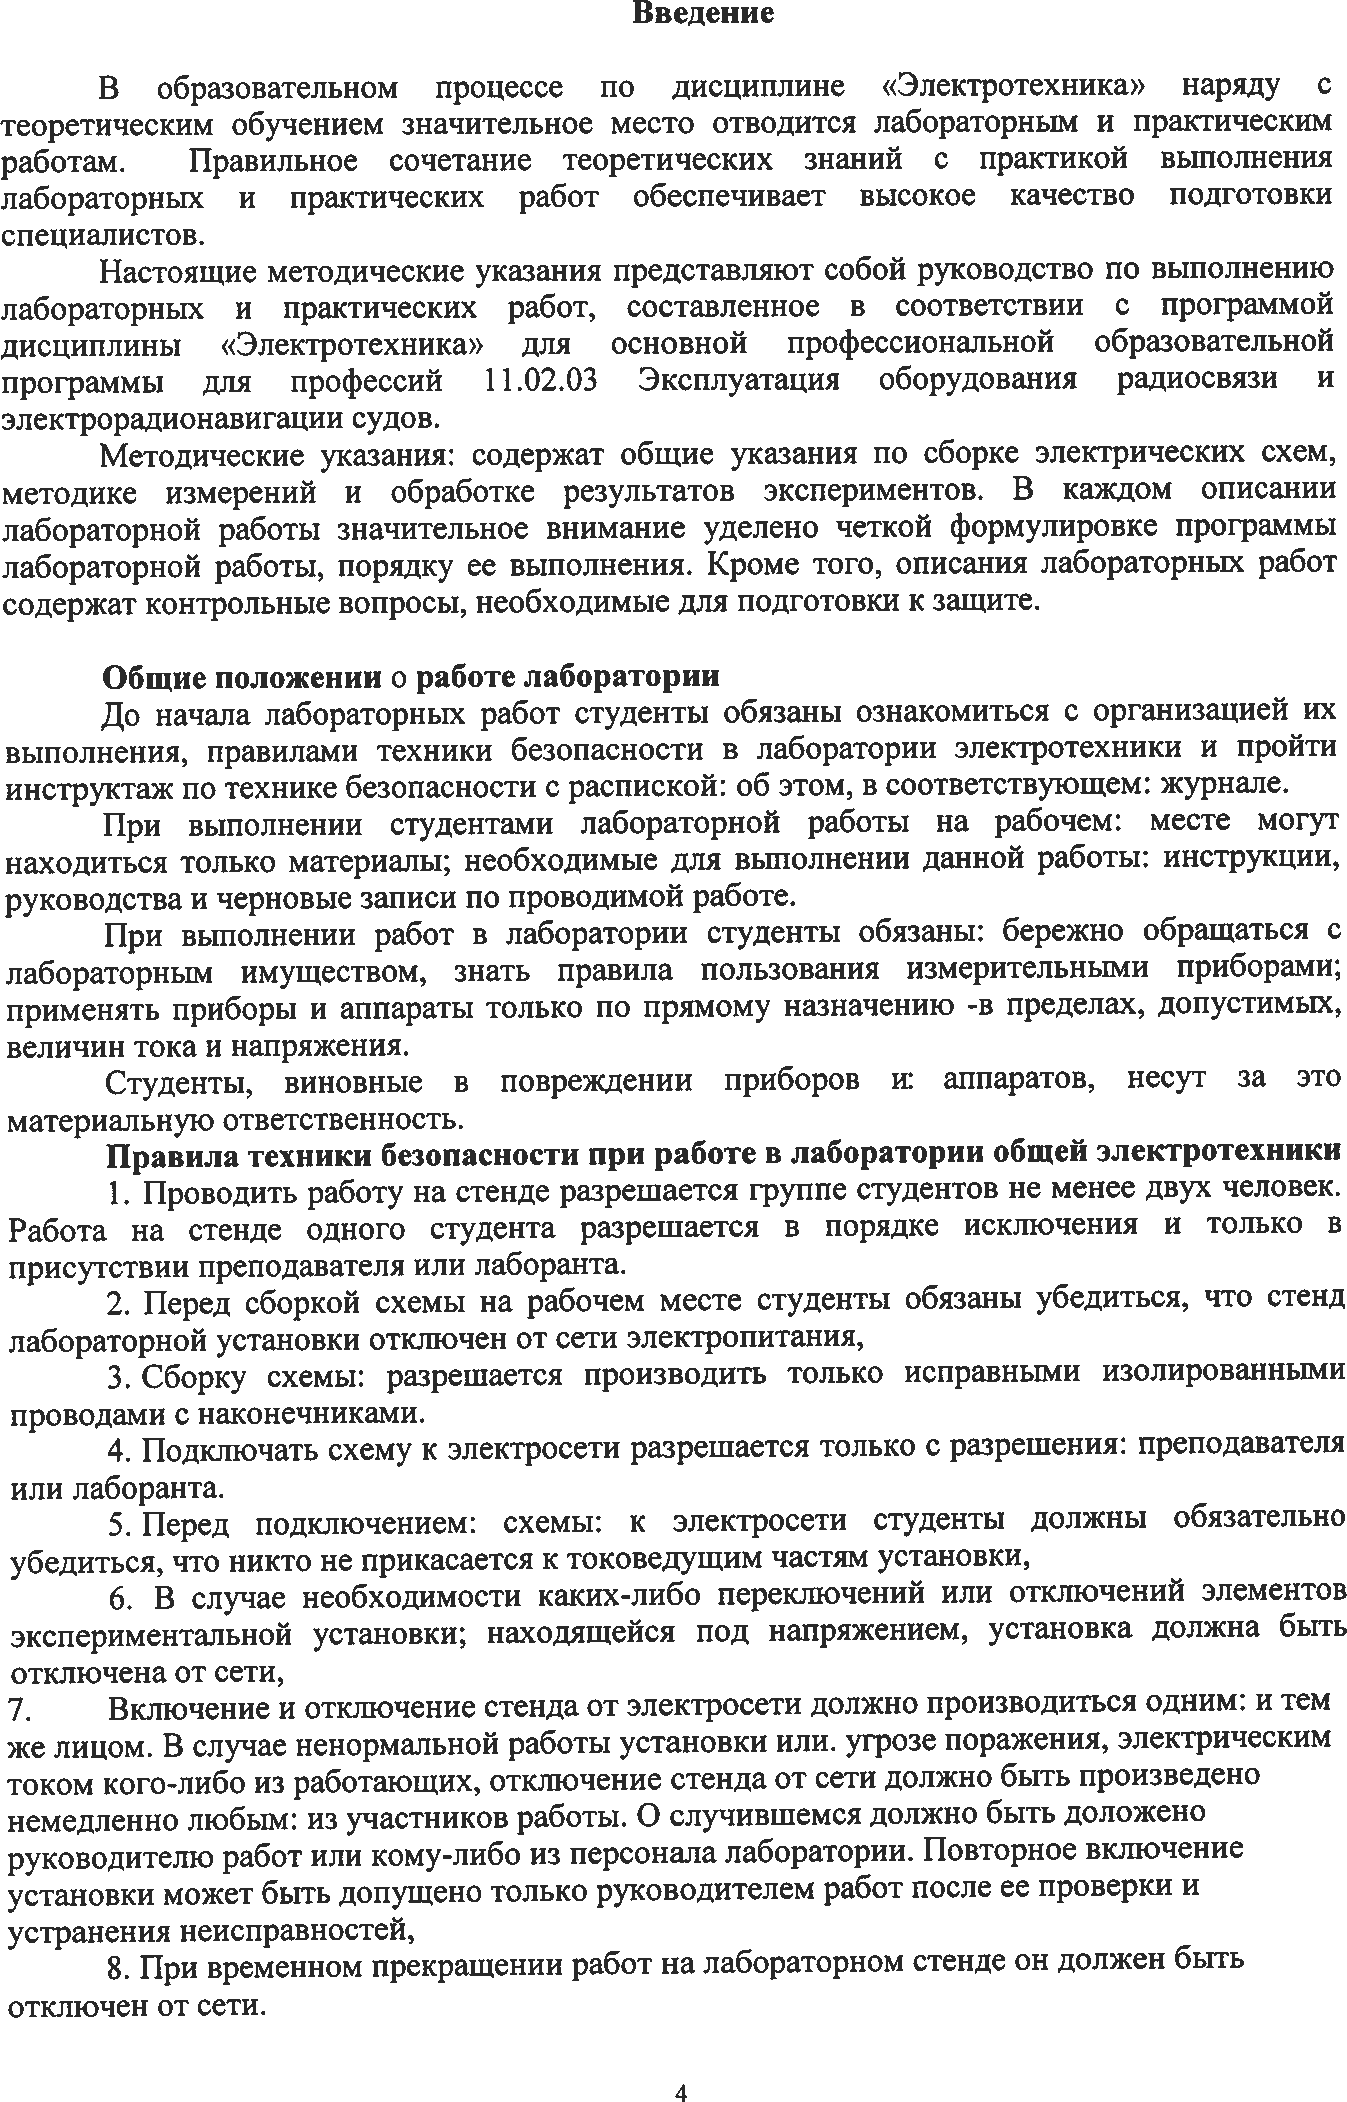 Введение
В образовательном процессе по дисциплине «Электротехника» наряду с
теоретическим обучением значительное место отводится лабораторным и практическим
работам. Правильное сочетание теоретических знаний с практикой выполнения
лабораторных и практических работ обеспечивает высокое качество подготовки
специалистов.
Настоящие методические указания представляют собой руководство по выполнению
лабораторных и практических работ, составленное в соответствии с программой
дисциплины «Электротехника» для основной профессиональной образовательной
программы для профессий 11.02.03 Эксплуатация оборудования радиосвязи и
электрорадионавигации судов.
Методические указания: содержат общие указания по сборке электрических схем,
методике измерений и обработке результатов экспериментов. В каждом описании
лабораторной работы значительное внимание уделено четкой формулировке программы
лабораторной работы, порядку ее выполнения. Кроме того, описания лабораторных работ
содержат контрольные вопросы, необходимые для подготовки к защите.
Общие положении о работе лаборатории
До начала лабораторных работ студенты обязаны ознакомиться с организацией их
выполнения, правилами техники безопасности в лаборатории электротехники и пройти
инструктаж по технике безопасности с распиской: об этом, в соответствующем: журнале.
При выполнении студентами лабораторной работы на рабочем: месте могут
находиться только материалы; необходимые для выполнении данной работы: инструкции,
руководства и черновые записи по проводимой работе.
При выполнении работ в лаборатории студенты обязаны: бережно обращаться с
лабораторным имуществом, знать правила пользования измерительными приборами;
применять приборы и аппараты только по прямому назначению -в пределах, допустимых,
величин тока и напряжения.
Студенты, виновные в повреждении приборов и: аппаратов, несут за это
материальную ответственность.
Правила техники безопасности при работе в лаборатории общей электротехники
1. Проводить работу на стенде разрешается группе студентов не менее двух человек.
Работа на стенде одного студента разрешается в порядке исключения и только в
присутствии преподавателя или лаборанта.
2. Перед сборкой схемы на рабочем месте студенты обязаны убедиться, что стенд
лабораторной установки отключен от сети электропитания,
3. Сборку схемы: разрешается производить только исправными изолированными
проводами с наконечниками.
4. Подключать схему к электросети разрешается только с разрешения: преподавателя
или лаборанта.
5. Перед подключением: схемы: к электросети студенты должны обязательно
убедиться, что никто не прикасается к токоведущим частям установки,
6. В случае необходимости каких-либо переключений или отключений элементов
экспериментальной установки; находящейся под напряжением, установка должна быть
отключена от сети,
7. Включение и отключение стенда от электросети должно производиться одним: и тем
же лицом. В случае ненормальной работы установки или. угрозе поражения, электрическим
током кого-либо из работающих, отключение стенда от сети должно быть произведено
немедленно любым: из участников работы. О случившемся должно быть доложено
руководителю работ или кому-либо из персонала лаборатории. Повторное включение
установки может быть допущено только руководителем работ после ее проверки и
устранения неисправностей,
8. При временном прекращении работ на лабораторном стенде он должен быть
отключен от сети.
4